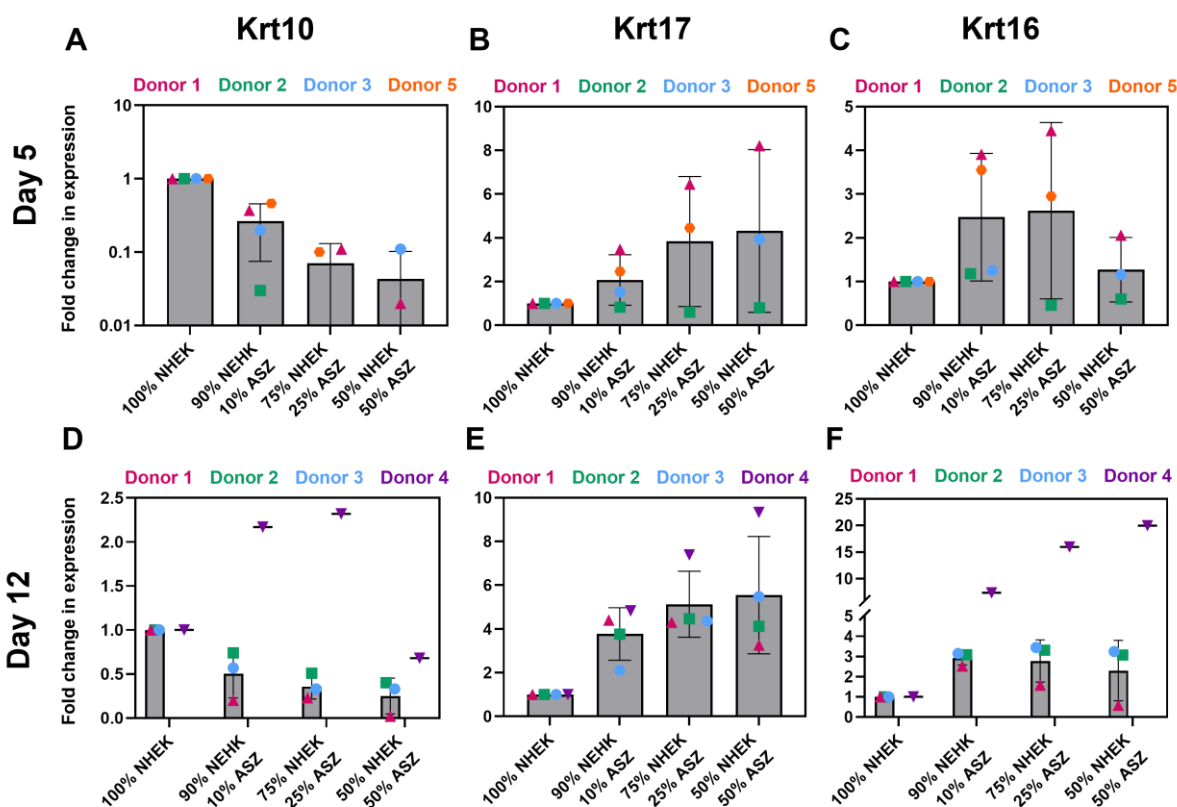 Krt10 Krt17 Krt16
A B C
Donor 1 Donor 2 Donor 3 Donor 5
Donor 1 Donor 2 Donor 3 Donor 5
Donor 1 Donor 2 Donor 3 Donor 5
Day 5
Fold change in expression
10
1
0.1
0.01
100% NHEK
90% NEHK
10% ASZ
75% NHEK
25% ASZ
50% NHEK
50% ASZ
10
8
6
4
2
0
100% NHEK
90% NEHK
10% ASZ
75% NHEK
25% ASZ
50% NHEK
50% ASZ
5
4
3
2
1
0
100% NHEK
90% NEHK
10% ASZ
75% NHEK
25% ASZ
50% NHEK
50% ASZ
D E F
Donor 1 Donor 2 Donor 3 Donor 4
Donor 1 Donor 2 Donor 3 Donor 4
Donor 1 Donor 2 Donor 3 Donor 4
Day 12
Fold change in expression
2.5
2.0
1.0
0.5
0.0
100% NHEK
90% NEHK
10% ASZ
75% NHEK
25% ASZ
50% NHEK
50% ASZ
10
8
6
4
2
0
100% NHEK
90% NEHK
10% ASZ
75% NHEK
25% ASZ
50% NHEK
50% ASZ
25
20
15
10
5
4
3
2
1
0
100% NHEK
90% NEHK
10% ASZ
75% NHEK
25% ASZ
50% NHEK
50% ASZ